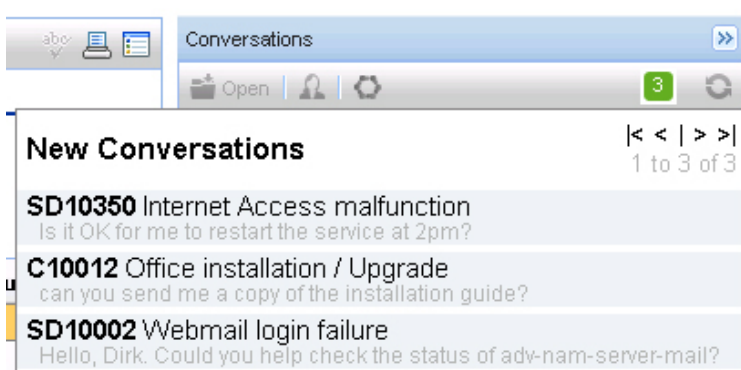 abc
Conversations
Open
3
New Conversations
|< < | > >|
1 to 3 of 3
SD10350 Internet Access malfunction
Is it OK for me to restart the service at 2pm?
C10012 Office installation / Upgrade
can you send me a copy of the installation guide?
SD10002 Webmail login failure
Hello, Dirk. Could you help check the status of adv-nam-server-mail?